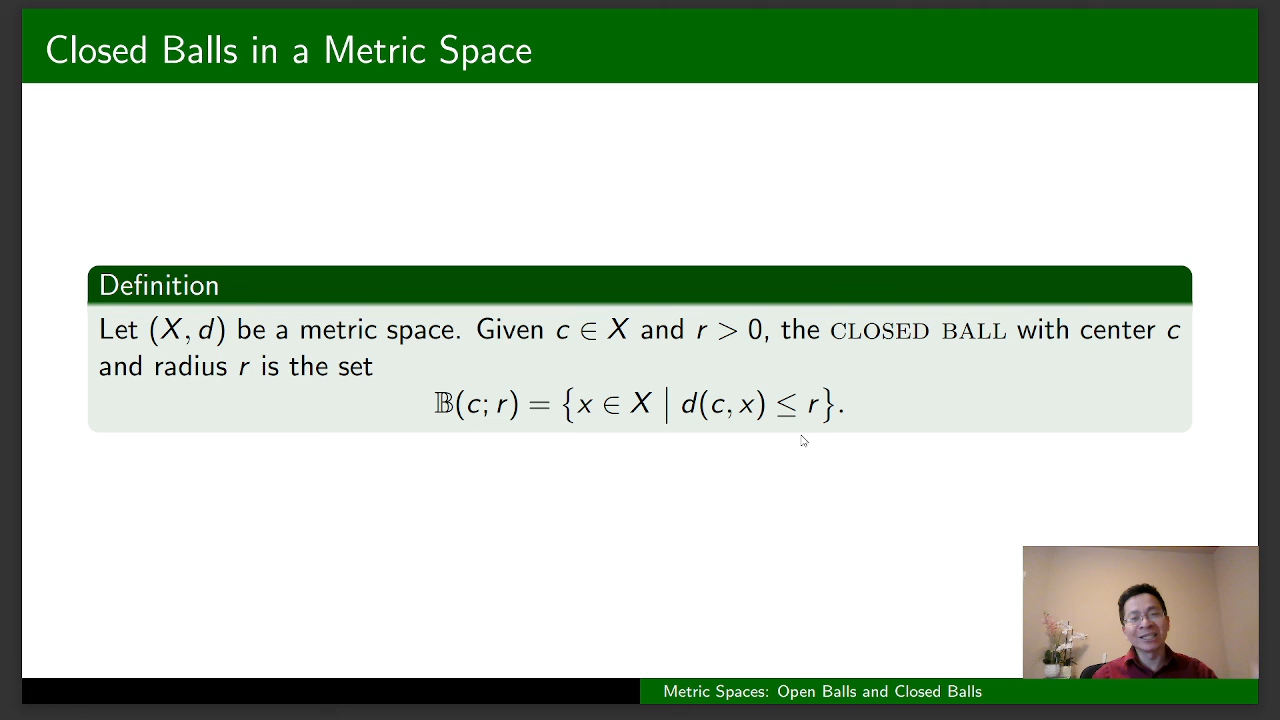 Closed Balls in a Metric Space
Definition
Let (X, d) be a metric space. Given c ∈ X and r > 0, the CLOSED BALL with center c
and radius r is the set
𝔹(c; r) = {x ∈ X | d(c, x) ≤ r}.
Metric Spaces: Open Balls and Closed Balls